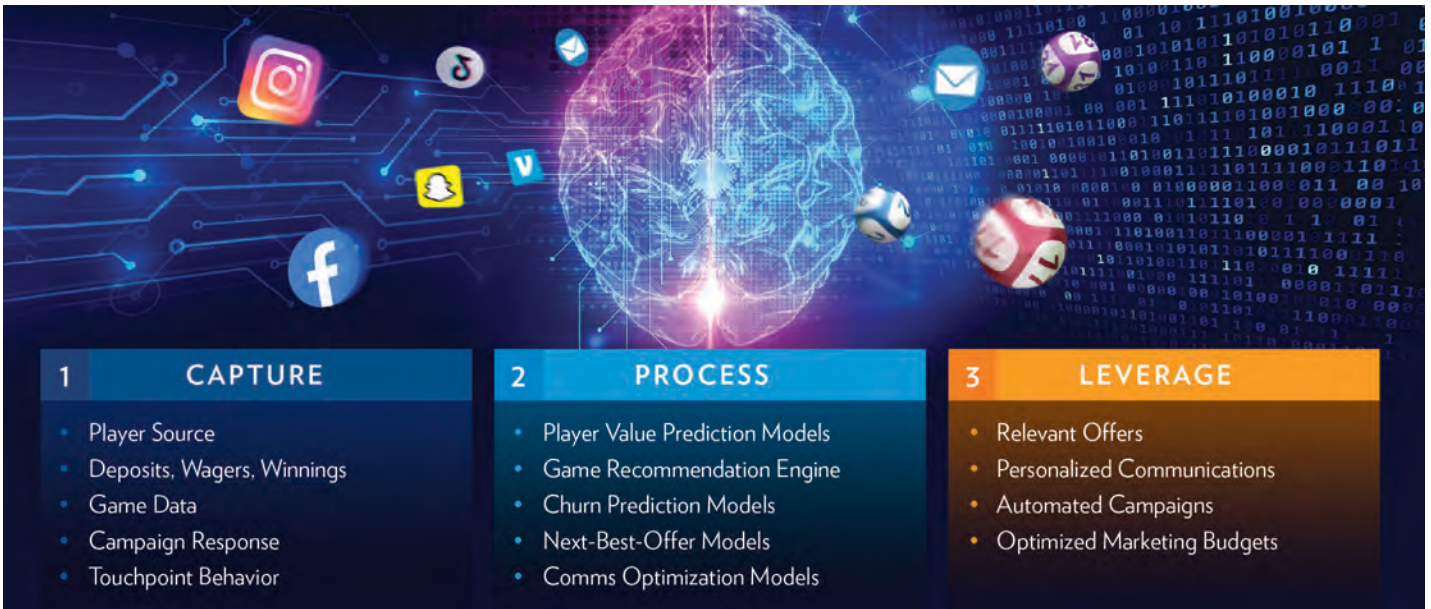 1 CAPTURE
Player Source
Deposits, Wagers, Winnings
Game Data
Campaign Response
Touchpoint Behavior
2 PROCESS
Player Value Prediction Models
Game Recommendation Engine
Churn Prediction Models
Next-Best-Offer Models
Comms Optimization Models
3 LEVERAGE
Relevant Offers
Personalized Communications
Automated Campaigns
Optimized Marketing Budgets